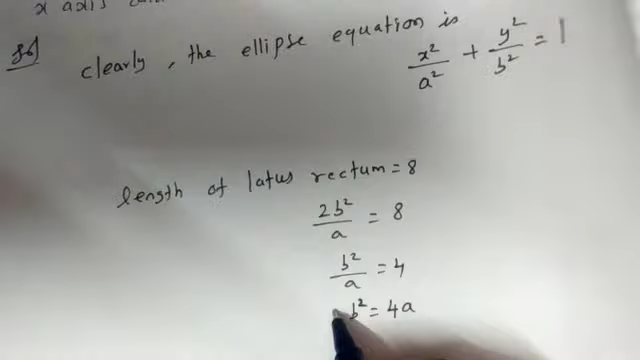 x axis
Sol) clearly, the ellipse equation is x²/a² + y²/b² = 1
length of latus rectum = 8
2b²/a = 8
b²/a = 4
b² = 4a